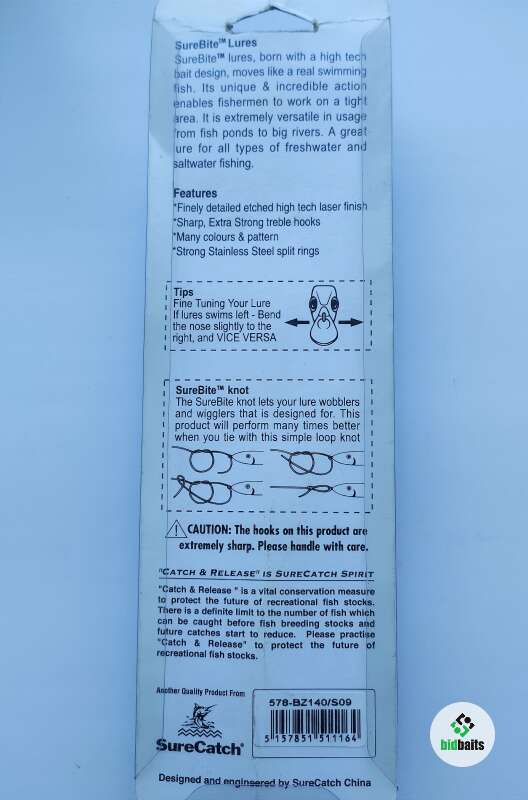 SureBite™ Lures
SureBite™ lures, born with a high tech
bait design, moves like a real swimming
fish. Its unique & incredible action
enables fishermen to work on a tight
area. It is extremely versatile in usage
from fish ponds to big rivers. A great
lure for all types of freshwater and
saltwater fishing.
Features
*Finely detailed etched high tech laser finish
*Sharp, Extra Strong treble hooks
*Many colours & pattern
*Strong Stainless Steel split rings
Tips
Fine Tuning Your Lure
If lures swims left - Bend
the nose slightly to the
right, and VICE VERSA
SureBite™ knot
The SureBite knot lets your lure wobblers
and wigglers that is designed for. This
product will perform many times better
when you tie with this simple loop knot
CAUTION: The hooks on this product are
extremely sharp. Please handle with care.
"CATCH & RELEASE" IS SURECATCH SPIRIT
"Catch & Release " is a vital conservation measure
to protect the future of recreational fish stocks.
There is a definite limit to the number of fish which
can be caught before fish breeding stocks and
future catches start to reduce. Please practise
"Catch & Release" to protect the future of
recreational fish stocks.
Another Quality Product From
SureCatch®
578-BZ140/S09
5 157851 511164
Designed and engineered by SureCatch China
bidbaits